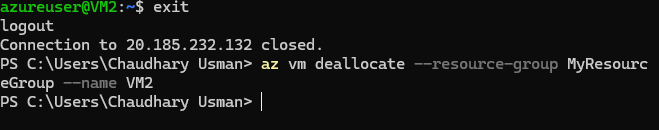 azureuser@VM2:~$ exit
logout
Connection to 20.185.232.132 closed.
PS C:\Users\Chaudhary Usman> az vm deallocate --resource-group MyResourc
eGroup --name VM2
PS C:\Users\Chaudhary Usman>